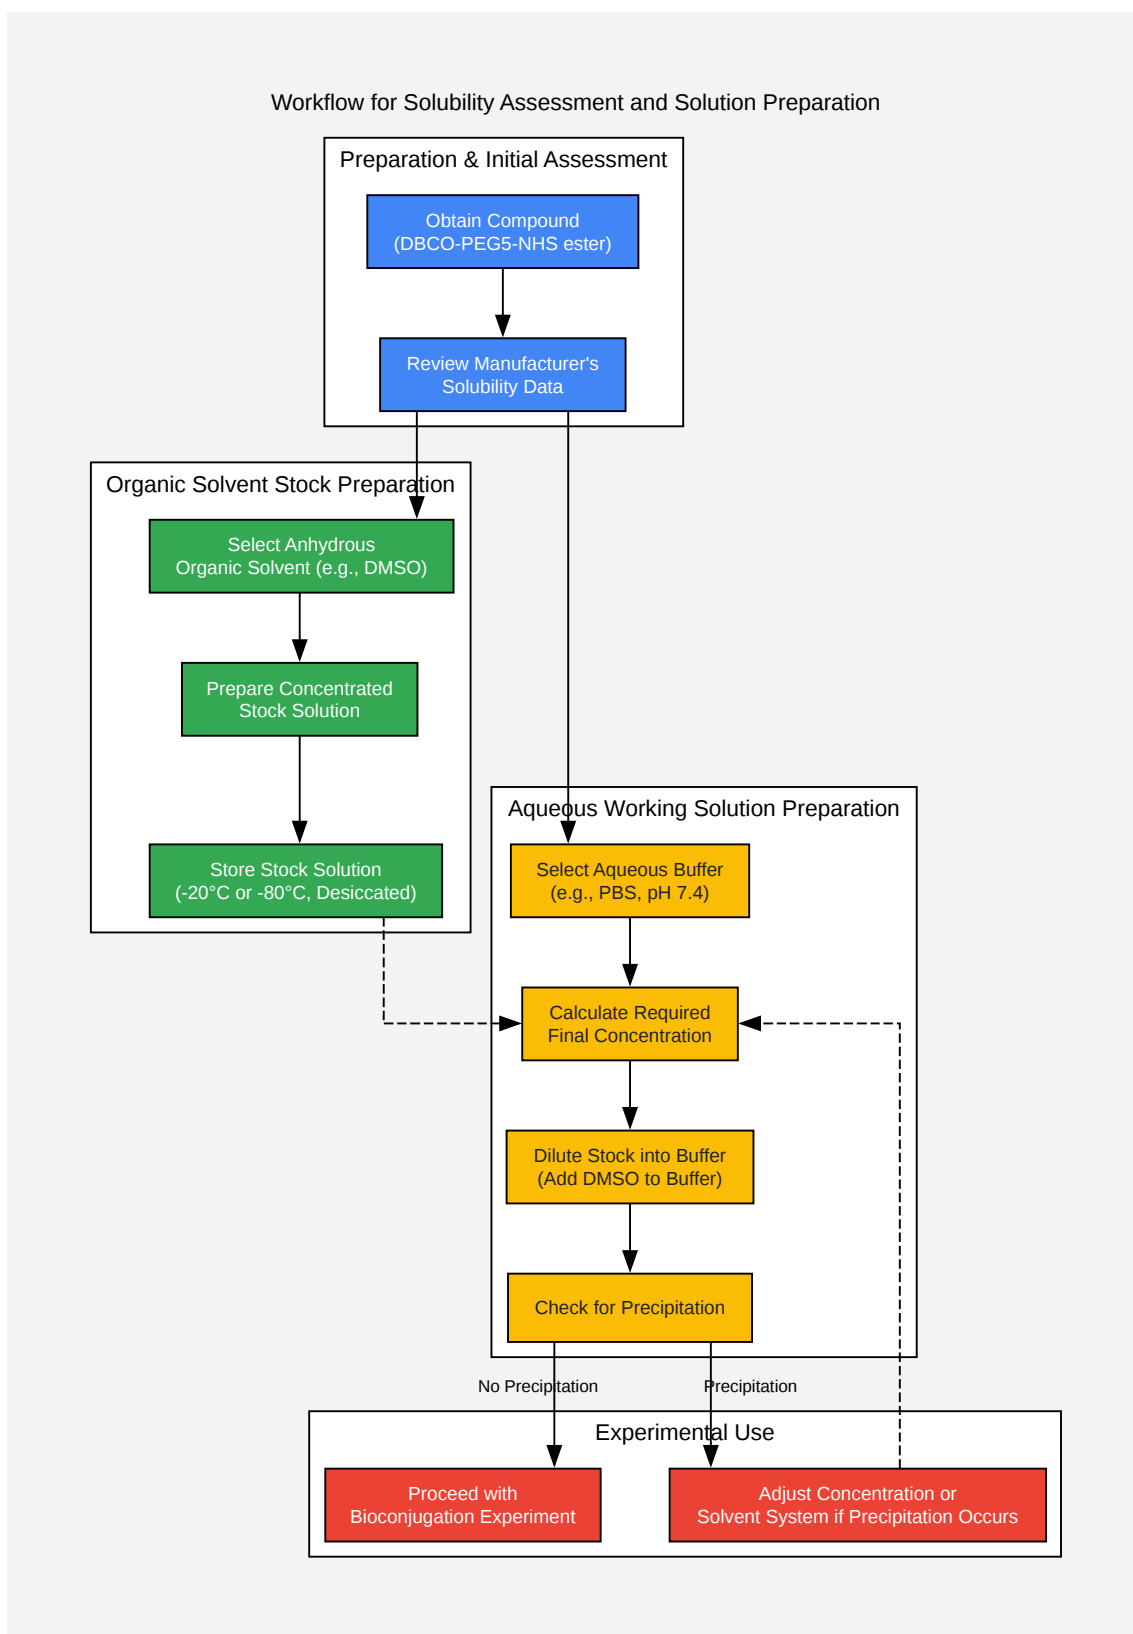 Workflow for Solubility Assessment and Solution Preparation
Preparation & Initial Assessment
Obtain Compound
(DBCO-PEG5-NHS ester)
Review Manufacturer's
Solubility Data
Organic Solvent Stock Preparation
Select Anhydrous
Organic Solvent (e.g., DMSO)
Prepare Concentrated
Stock Solution
Store Stock Solution
(-20°C or -80°C, Desiccated)
Aqueous Working Solution Preparation
Select Aqueous Buffer
(e.g., PBS, pH 7.4)
Calculate Required
Final Concentration
Dilute Stock into Buffer
(Add DMSO to Buffer)
Check for Precipitation
No Precipitation
Precipitation
Experimental Use
Proceed with
Bioconjugation Experiment
Adjust Concentration or
Solvent System if Precipitation Occurs